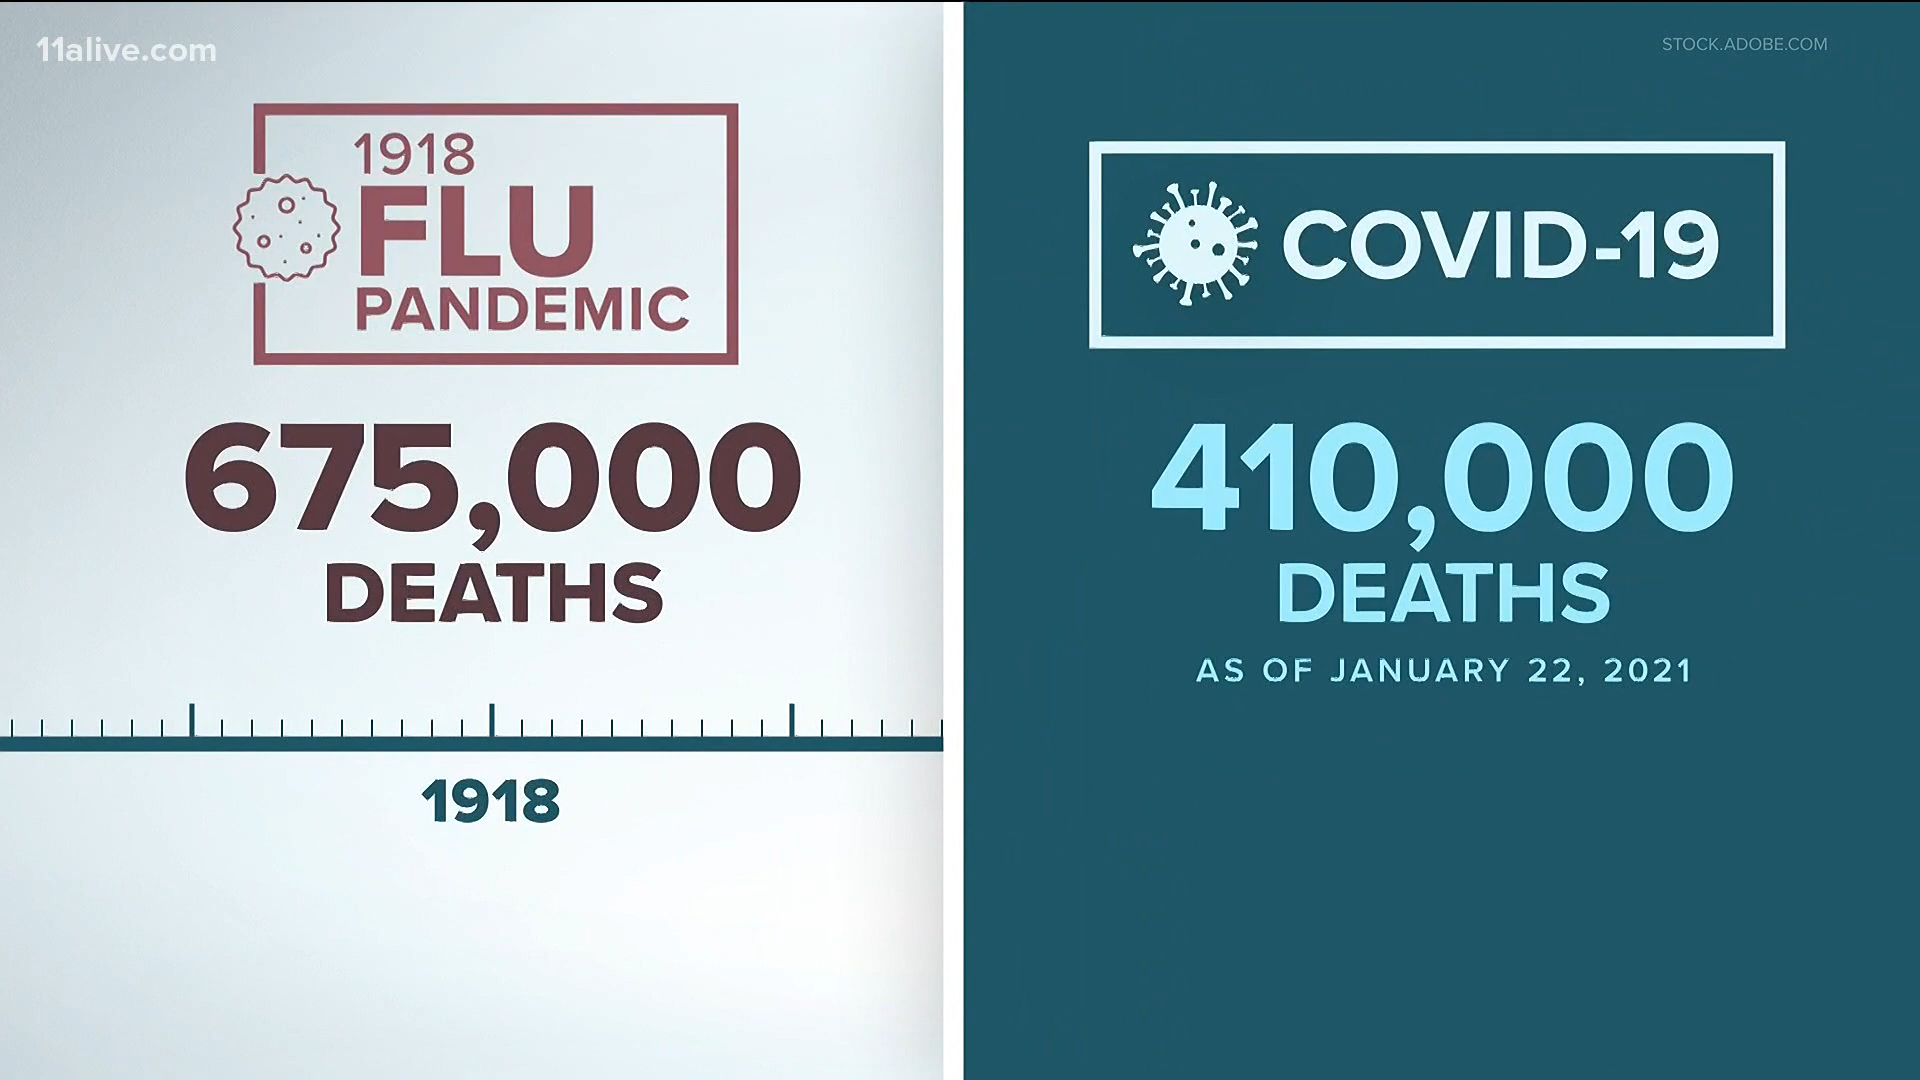 11alive.com
1918
FLU
PANDEMIC
675,000
DEATHS
1918
STOCK.ADOBE.COM
COVID-19
410,000
DEATHS
AS OF JANUARY 22, 2021